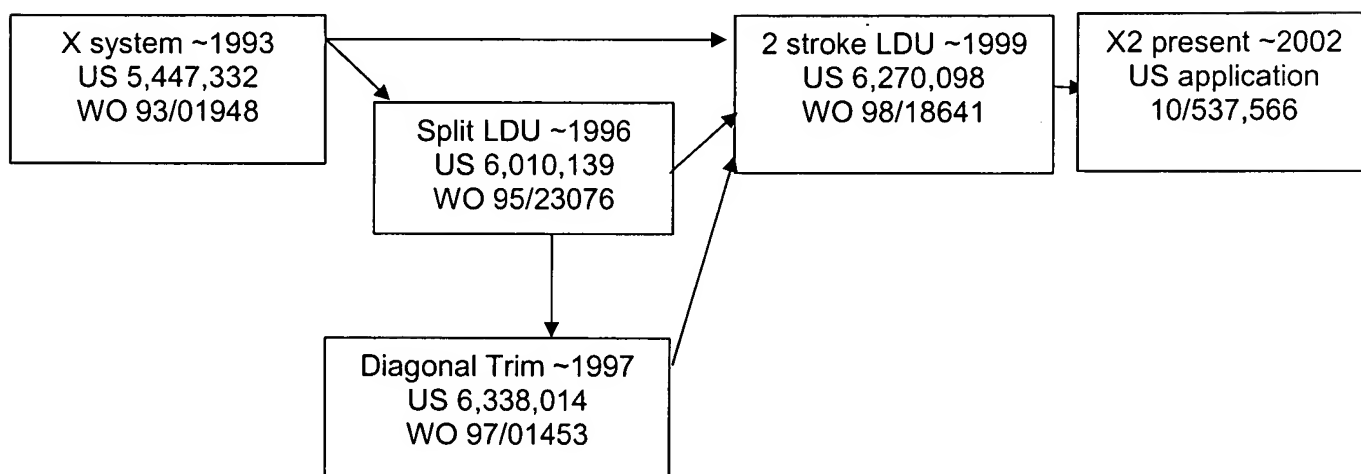 X system ~1993
US 5,447,332
WO 93/01948
Split LDU ~1996
US 6,010,139
WO 95/23076
Diagonal Trim ~1997
US 6,338,014
WO 97/01453
2 stroke LDU ~1999
US 6,270,098
WO 98/18641
X2 present ~2002
US application
10/537,566